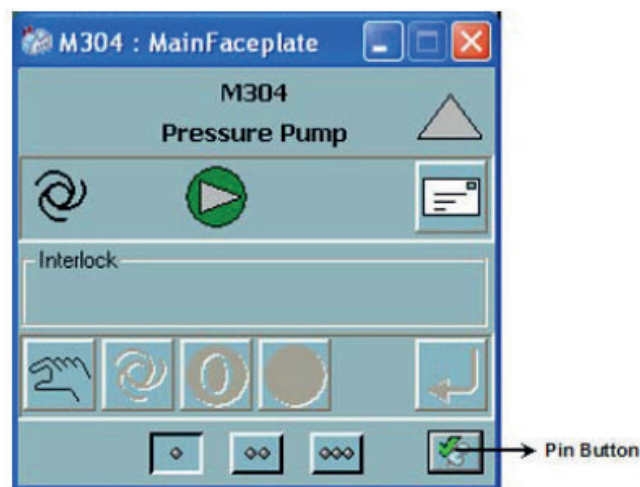 M304 : MainFaceplate
M304
Pressure Pump
Interlock
Pin Button